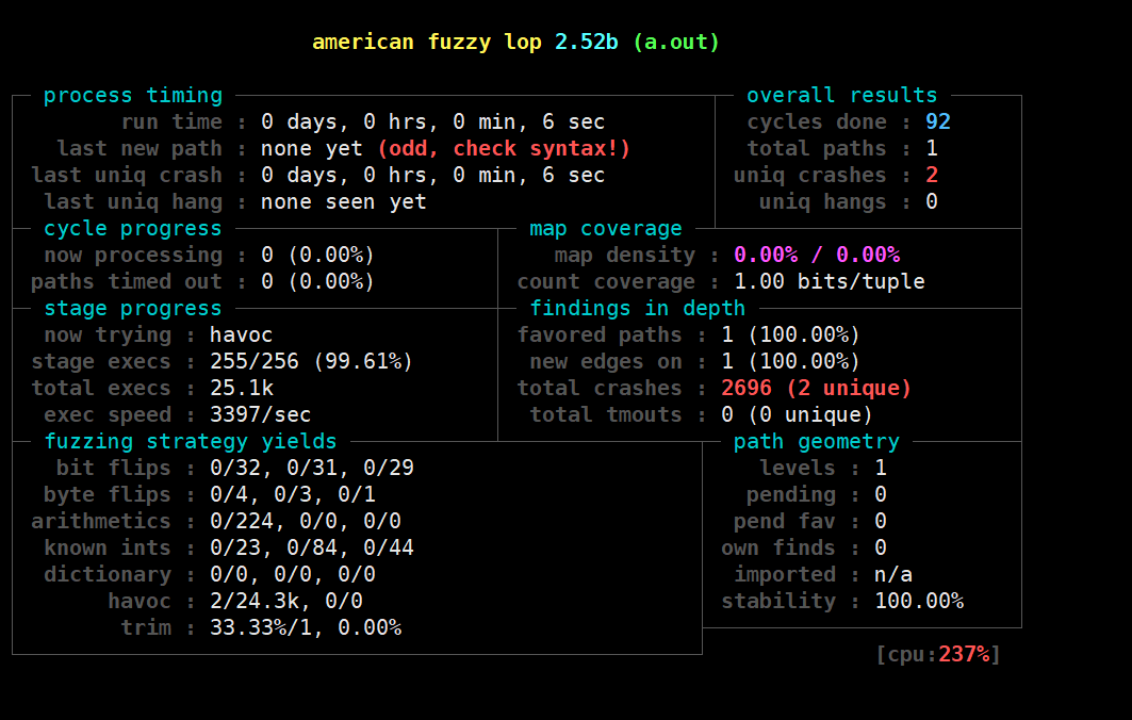 american fuzzy lop 2.52b (a.out)
process timing
run time : 0 days, 0 hrs, 0 min, 6 sec
last new path : none yet (odd, check syntax!)
last uniq crash : 0 days, 0 hrs, 0 min, 6 sec
last uniq hang : none seen yet
overall results
cycles done : 92
total paths : 1
uniq crashes : 2
uniq hangs : 0
cycle progress
now processing : 0 (0.00%)
paths timed out : 0 (0.00%)
map coverage
map density : 0.00% / 0.00%
count coverage : 1.00 bits/tuple
stage progress
now trying : havoc
stage execs : 255/256 (99.61%)
total execs : 25.1k
exec speed : 3397/sec
findings in depth
favored paths : 1 (100.00%)
new edges on : 1 (100.00%)
total crashes : 2696 (2 unique)
total tmouts : 0 (0 unique)
fuzzing strategy yields
bit flips : 0/32, 0/31, 0/29
byte flips : 0/4, 0/3, 0/1
arithmetics : 0/224, 0/0, 0/0
known ints : 0/23, 0/84, 0/44
dictionary : 0/0, 0/0, 0/0
havoc : 2/24.3k, 0/0
trim : 33.33%/1, 0.00%
path geometry
levels : 1
pending : 0
pend fav : 0
own finds : 0
imported : n/a
stability : 100.00%
[cpu:237%]